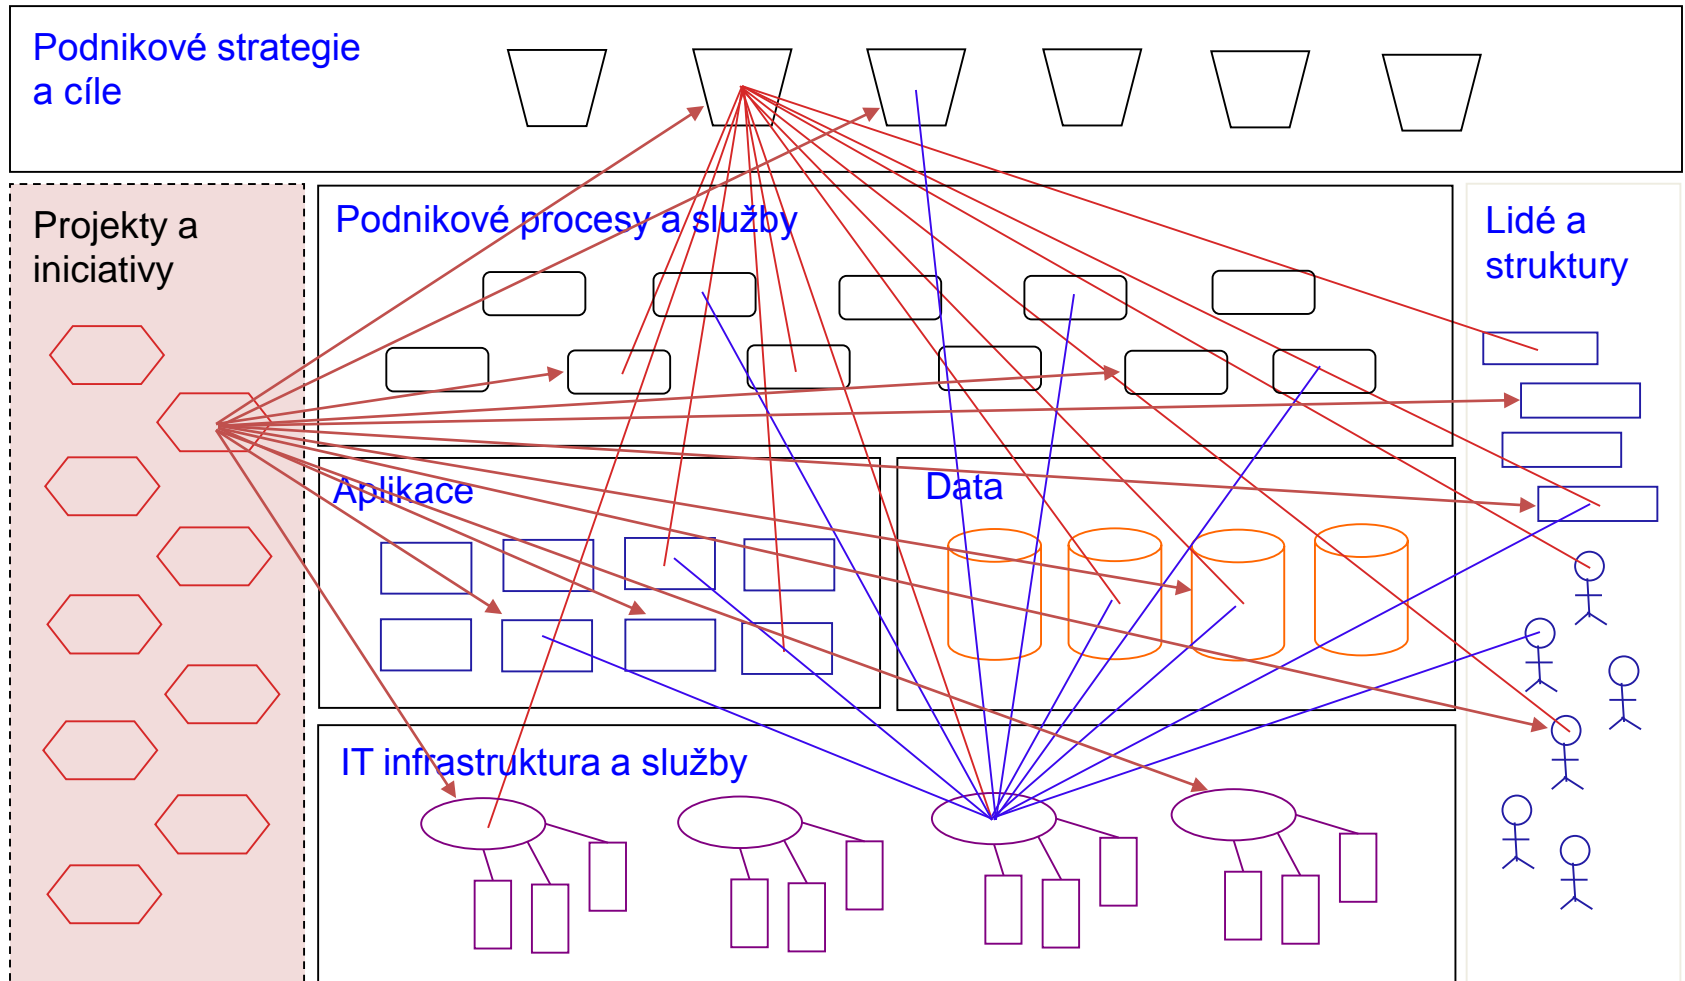 Podnikové strategie
a cíle
Projekty a
iniciativy
Podnikové procesy a služby
Lidé a
struktury
Aplikace
Data
IT infrastruktura a služby